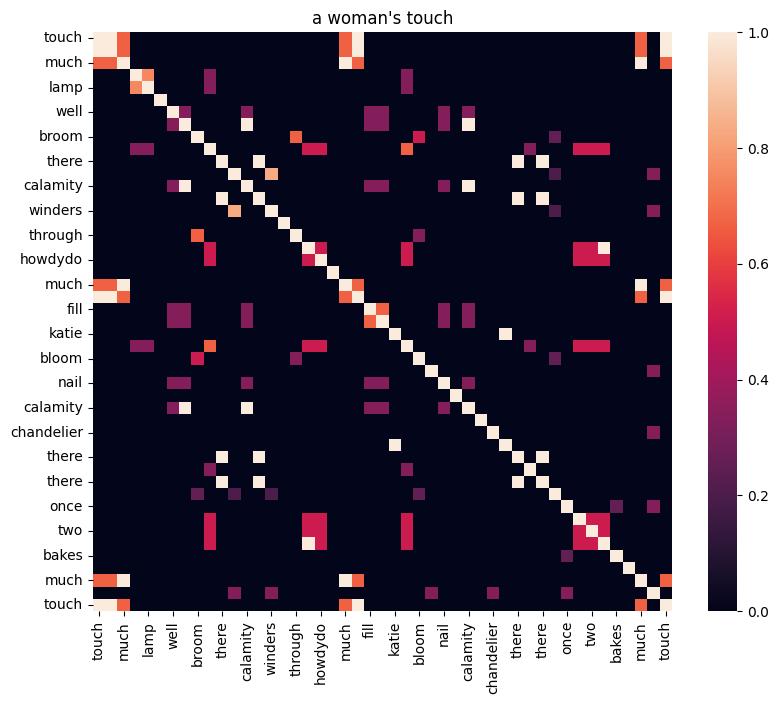 a woman's touch
touch
much
lamp
well
broom
there
calamity
winders
through
howdydo
much
fill
katie
bloom
nail
calamity
chandelier
there
there
once
two
bakes
much
touch
touch
much
lamp
well
broom
there
calamity
winders
through
howdydo
much
fill
katie
bloom
nail
calamity
chandelier
there
there
once
two
bakes
much
touch
1.0
0.8
0.6
0.4
0.2
0.0